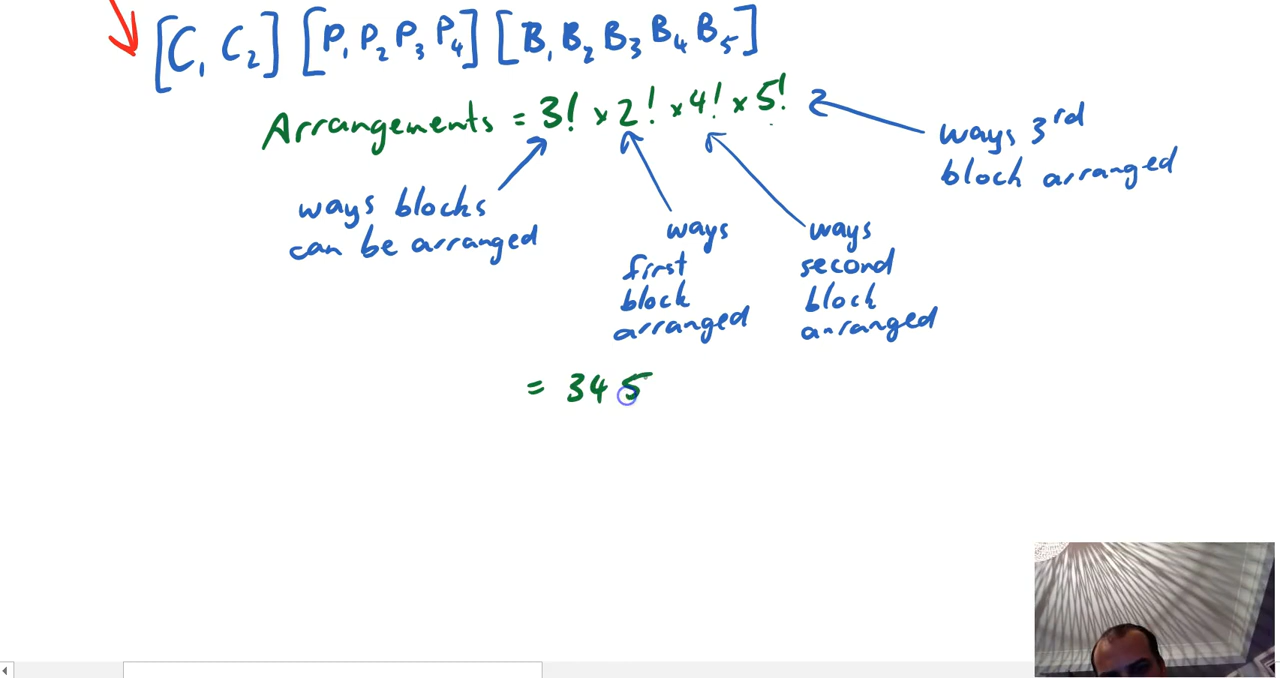 [C₁ C₂] [P₁ P₂ P₃ P₄] [B₁ B₂ B₃ B₄ B₅]
Arrangements = 3! × 2! × 4! × 5!
ways blocks
can be arranged
ways
first
block
arranged
ways
second
block
arranged
ways 3rd
block arranged
= 345